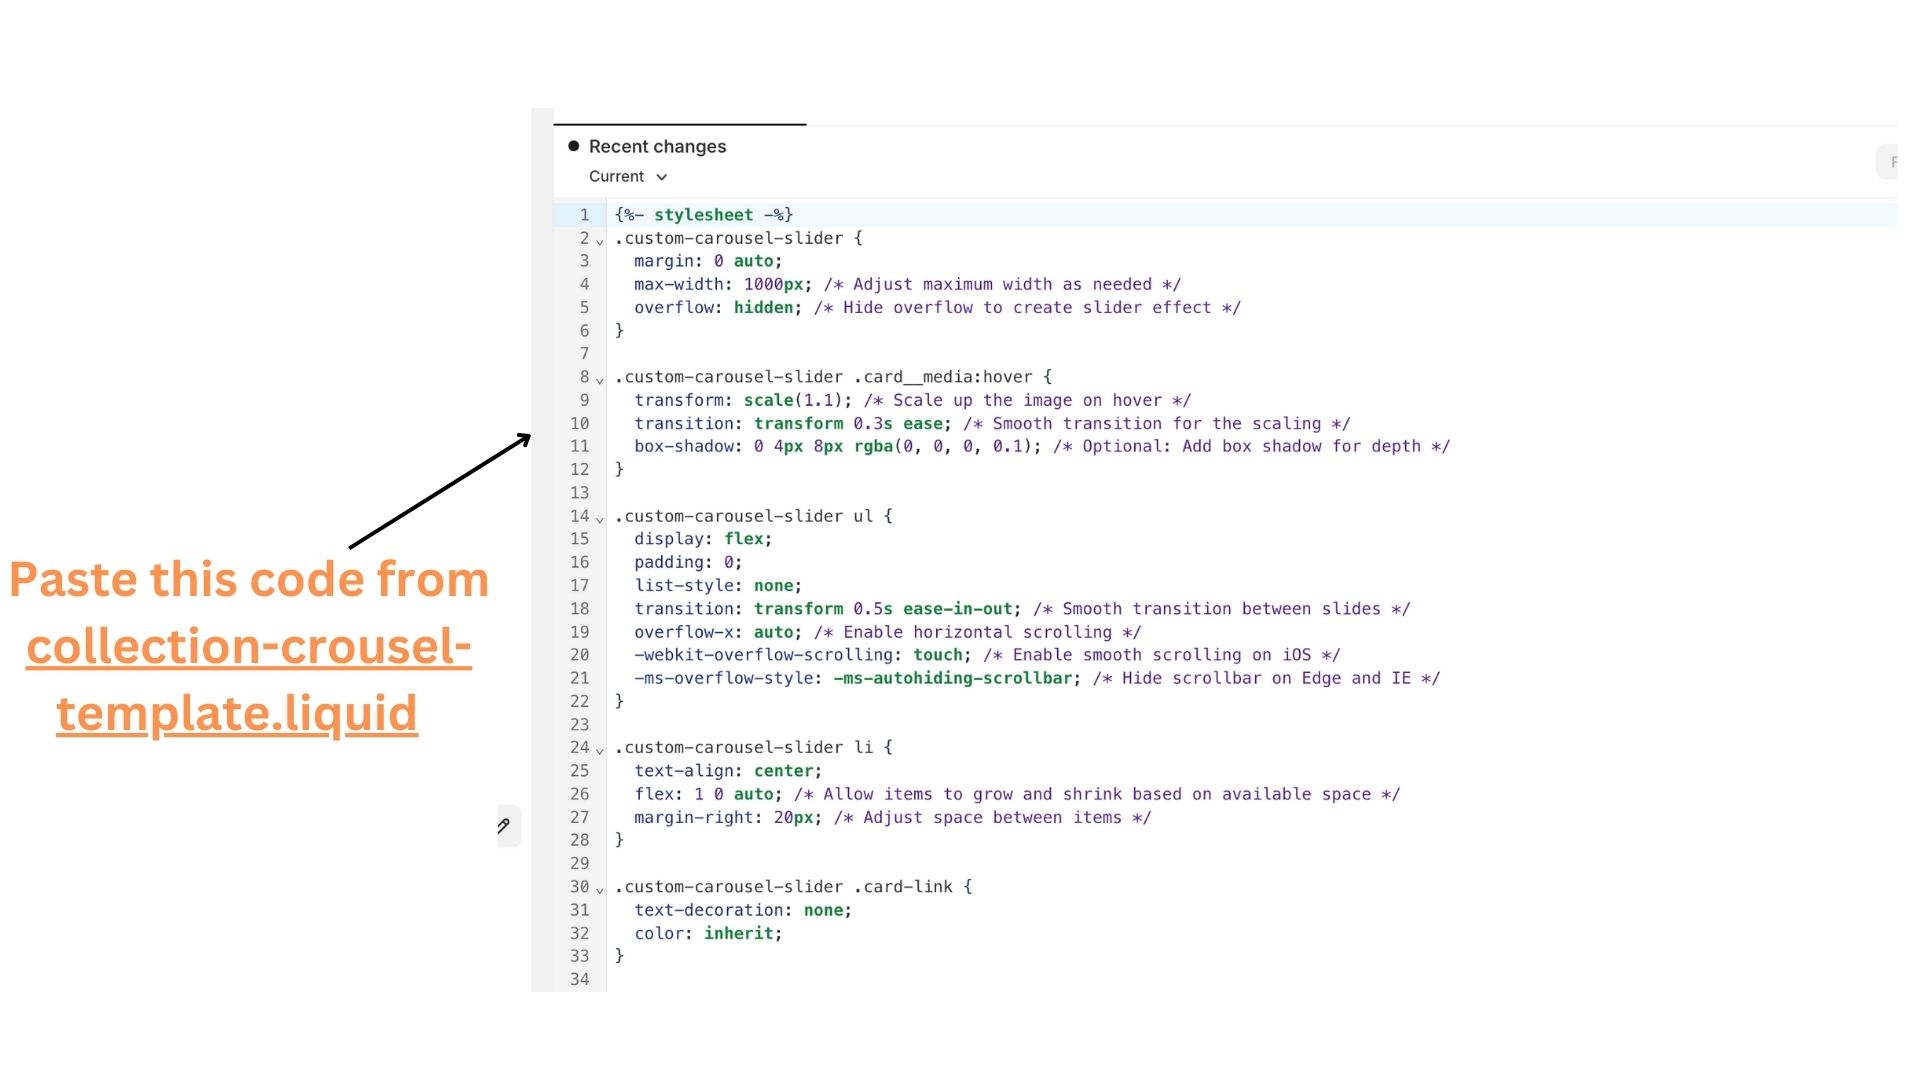 Recent changes
Current
F
1 {%- stylesheet -%}
2 .custom-carousel-slider {
3   margin: 0 auto;
4   max-width: 1000px; /* Adjust maximum width as needed */
5   overflow: hidden; /* Hide overflow to create slider effect */
6 }
7
8 .custom-carousel-slider .card__media:hover {
9   transform: scale(1.1); /* Scale up the image on hover */
10   transition: transform 0.3s ease; /* Smooth transition for the scaling */
11   box-shadow: 0 4px 8px rgba(0, 0, 0, 0.1); /* Optional: Add box shadow for depth */
12 }
13
14 .custom-carousel-slider ul {
15   display: flex;
16   padding: 0;
17   list-style: none;
18   transition: transform 0.5s ease-in-out; /* Smooth transition between slides */
19   overflow-x: auto; /* Enable horizontal scrolling */
20   -webkit-overflow-scrolling: touch; /* Enable smooth scrolling on iOS */
21   -ms-overflow-style: -ms-autohiding-scrollbar; /* Hide scrollbar on Edge and IE */
22 }
23
24 .custom-carousel-slider li {
25   text-align: center;
26   flex: 1 0 auto; /* Allow items to grow and shrink based on available space */
27   margin-right: 20px; /* Adjust space between items */
28 }
29
30 .custom-carousel-slider .card-link {
31   text-decoration: none;
32   color: inherit;
33 }
34
Paste this code from
collection-crousel-
template.liquid